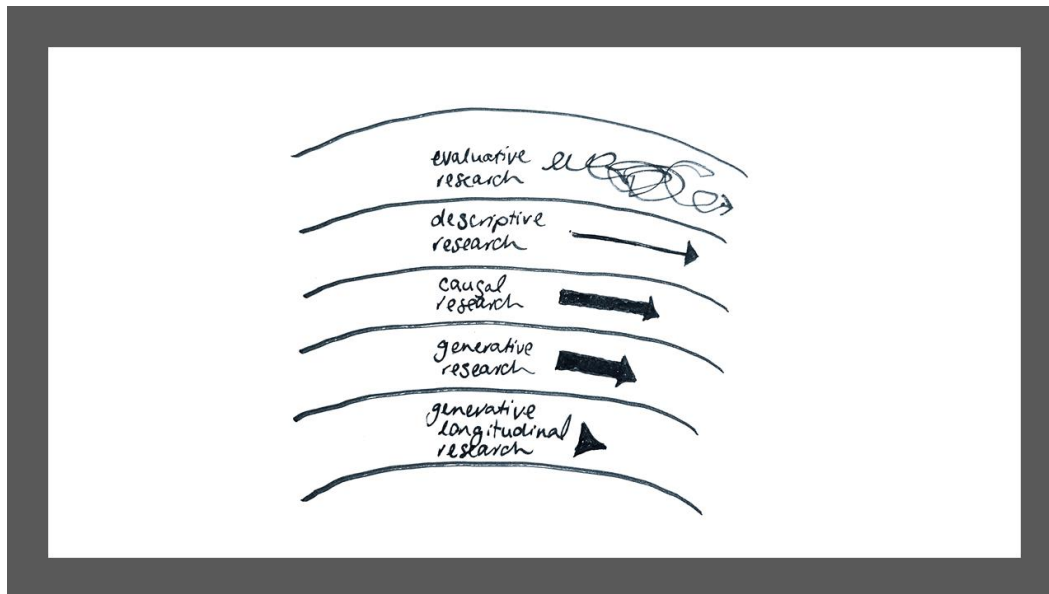 evaluative
research
descriptive
research
causal
research
generative
research
generative
longitudinal
research